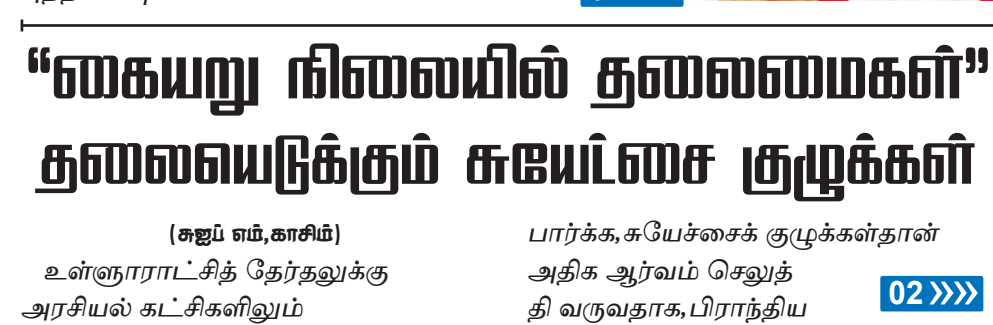 “கையறு நிலையில் தலைமைகள்”
தலையெடுக்கும் சுயேட்சை குழுக்கள்
(சுஐப் எம்,காசிம்)
உள்ளூராட்சித் தேர்தலுக்கு
அரசியல் கட்சிகளிலும்
பார்க்க,சுயேச்சைக் குழுக்கள்தான்
அதிக ஆர்வம் செலுத்
தி வருவதாக,பிராந்திய
02